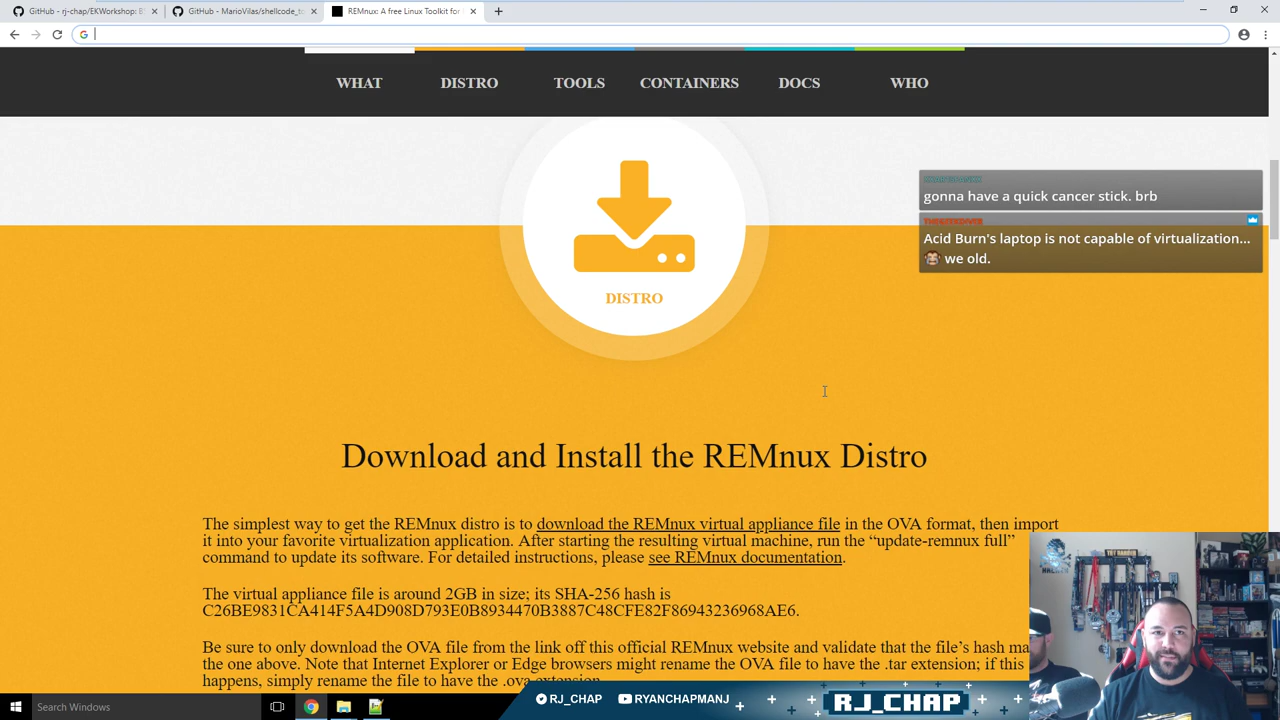 GitHub - rj-chap/EKWorkshop: B
GitHub - MarioVilas/shellcode_to
REMnux: A free Linux Toolkit for
WHAT
DISTRO
TOOLS
CONTAINERS
DOCS
WHO
gonna have a quick cancer stick. brb
Acid Burn's laptop is not capable of virtualization...
we old.
DISTRO
Download and Install the REMnux Distro
The simplest way to get the REMnux distro is to download the REMnux virtual appliance file in the OVA format, then import
it into your favorite virtualization application. After starting the resulting virtual machine, run the “update-remnux full”
command to update its software. For detailed instructions, please see REMnux documentation.
The virtual appliance file is around 2GB in size; its SHA-256 hash is
C26BE9831CA414F5A4D908D793E0B8934470B3887C48CFE82F86943236968AE6.
Be sure to only download the OVA file from the link off this official REMnux website and validate that the file’s hash ma
the one above. Note that Internet Explorer or Edge browsers might rename the OVA file to have the .tar extension; if this
happens, simply rename the file to have the .ova extension.
Search Windows
RJ_CHAP
RYANCHAPMANJ
RJ_CHAP